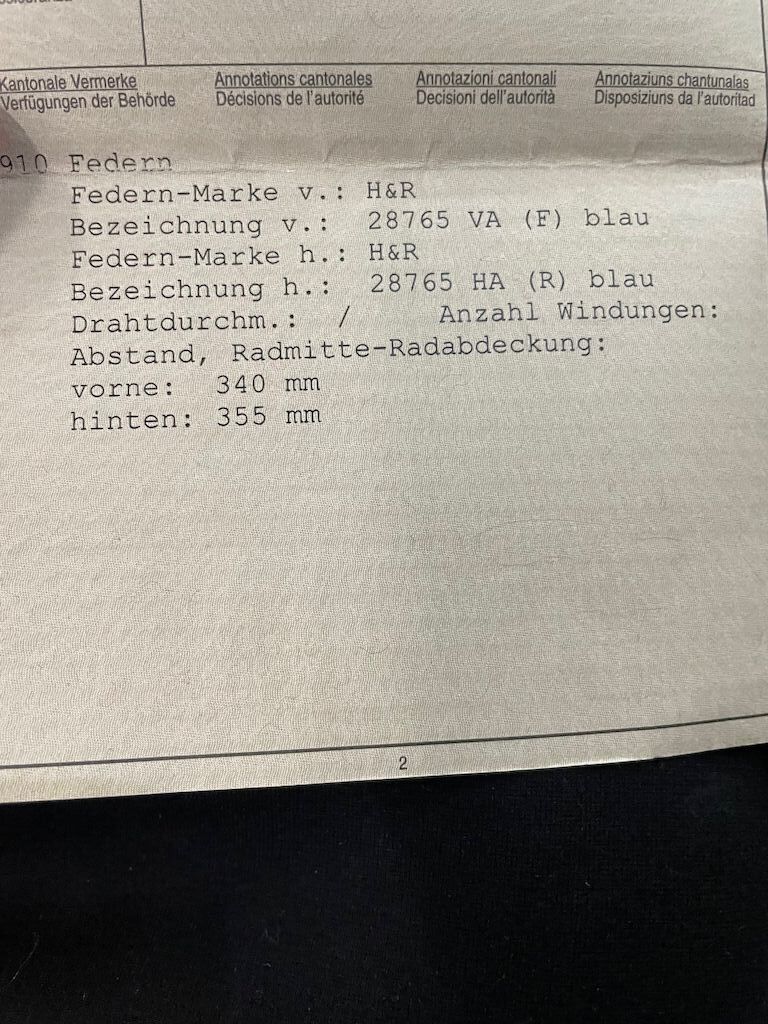 Kantonale Vermerke Annotations cantonales Annotazioni cantonali Annotaziuns chantunalas
Verfügungen der Behörde Décisions de l'autorité Decisioni dell'autorità Disposiziuns da l'autoritad
910 Federn
Federn-Marke v.: H&R
Bezeichnung v.: 28765 VA (F) blau
Federn-Marke h.: H&R
Bezeichnung h.: 28765 HA (R) blau
Drahtdurchm.: / Anzahl Windungen:
Abstand, Radmitte-Radabdeckung:
vorne: 340 mm
hinten: 355 mm
2